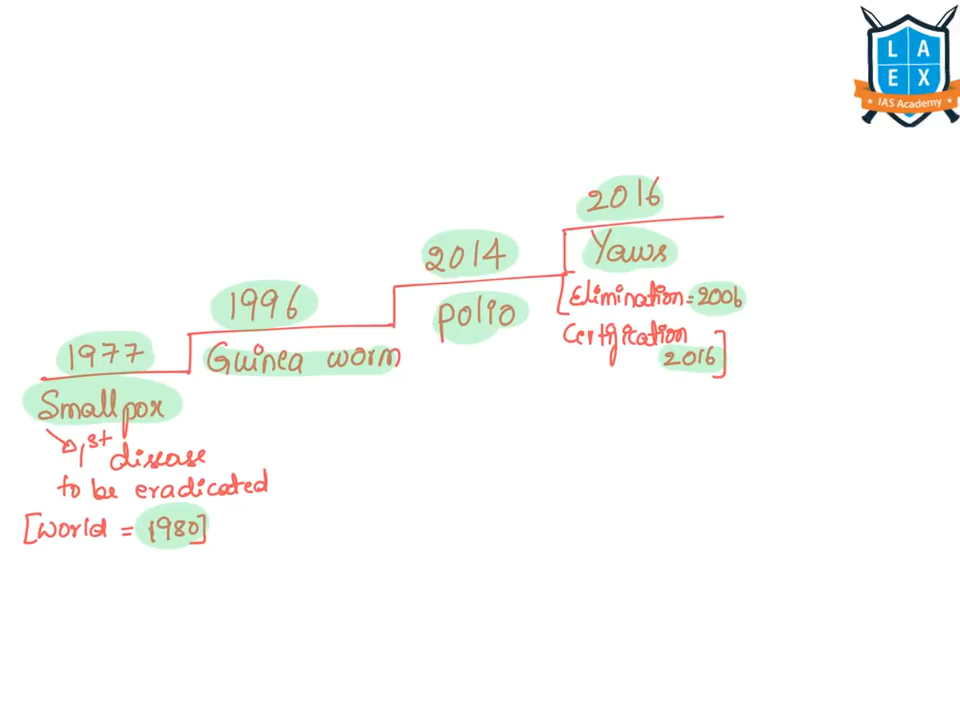 L A
E X
IAS Academy
2016
Yaws
[Elimination = 2006
Certification
2016]
2014
polio
1996
Guinea worm
1977
Smallpox
1st disease
to be eradicated
[World = 1980]